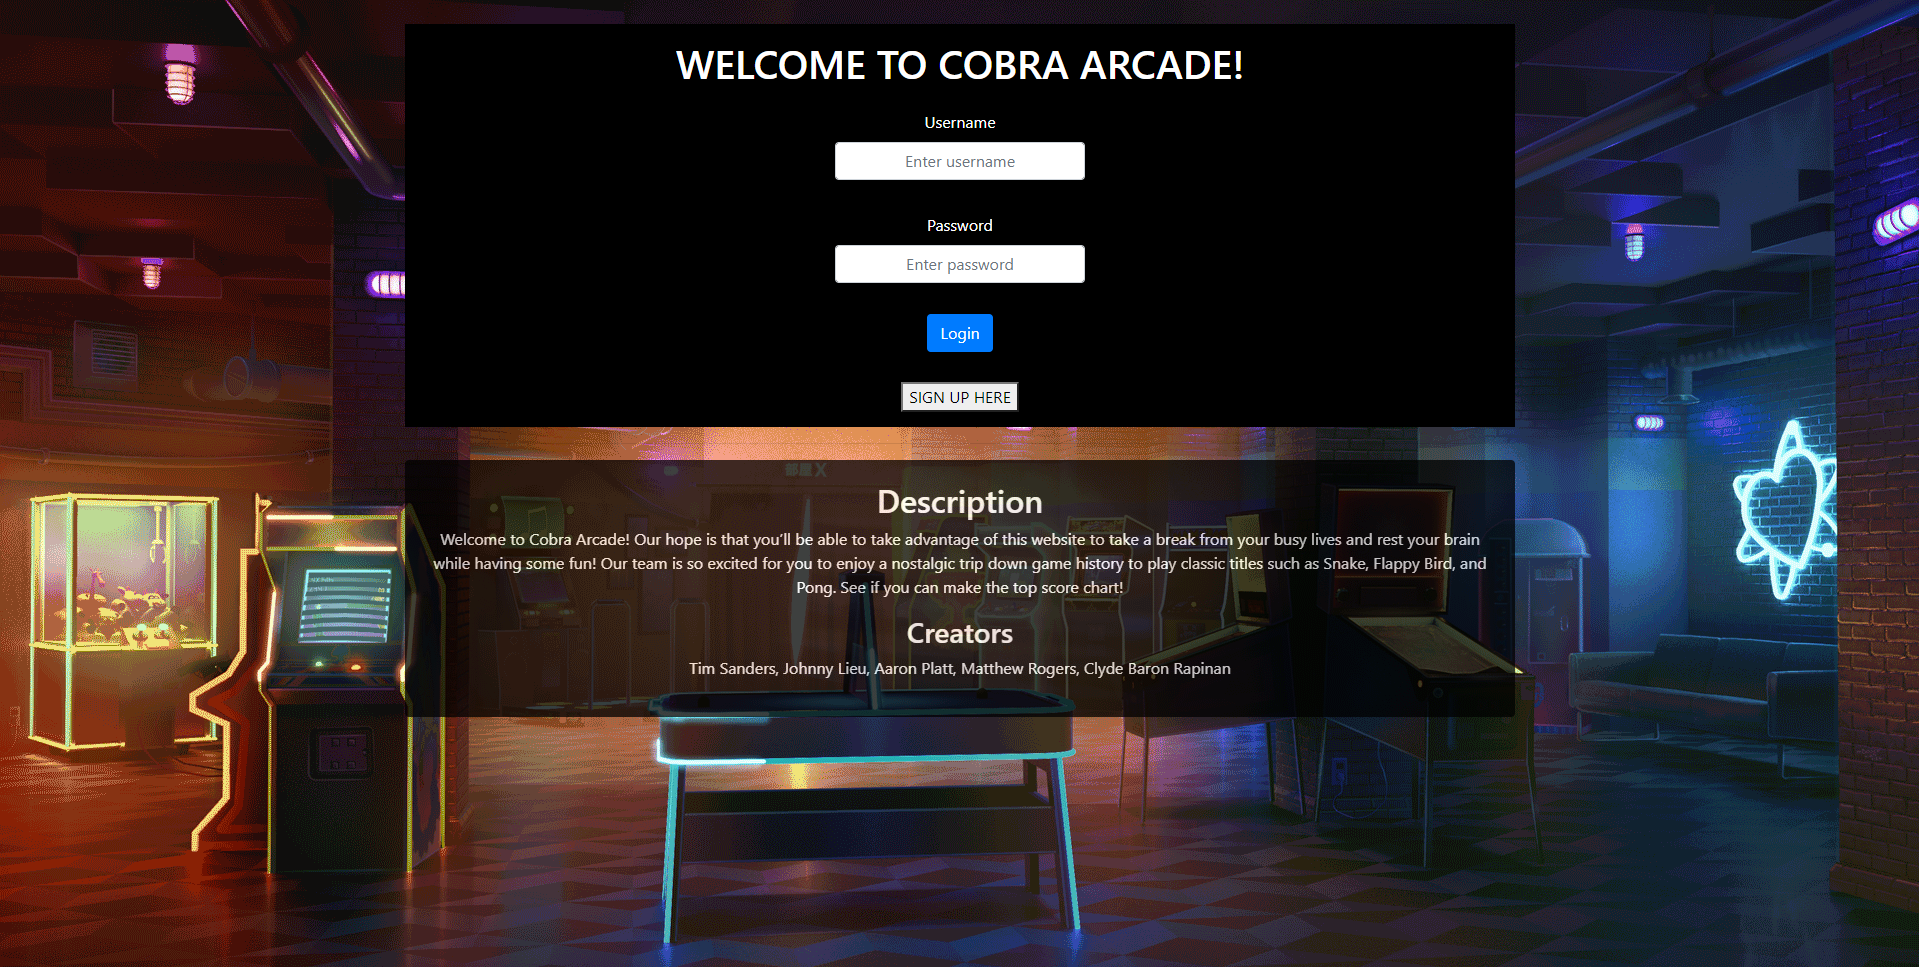 WELCOME TO COBRA ARCADE!
Username
Enter username
Password
Enter password
Login
SIGN UP HERE
Description
Welcome to Cobra Arcade! Our hope is that you’ll be able to take advantage of this website to take a break from your busy lives and rest your brain
while having some fun! Our team is so excited for you to enjoy a nostalgic trip down game history to play classic titles such as Snake, Flappy Bird, and
Pong. See if you can make the top score chart!
Creators
Tim Sanders, Johnny Lieu, Aaron Platt, Matthew Rogers, Clyde Baron Rapinan